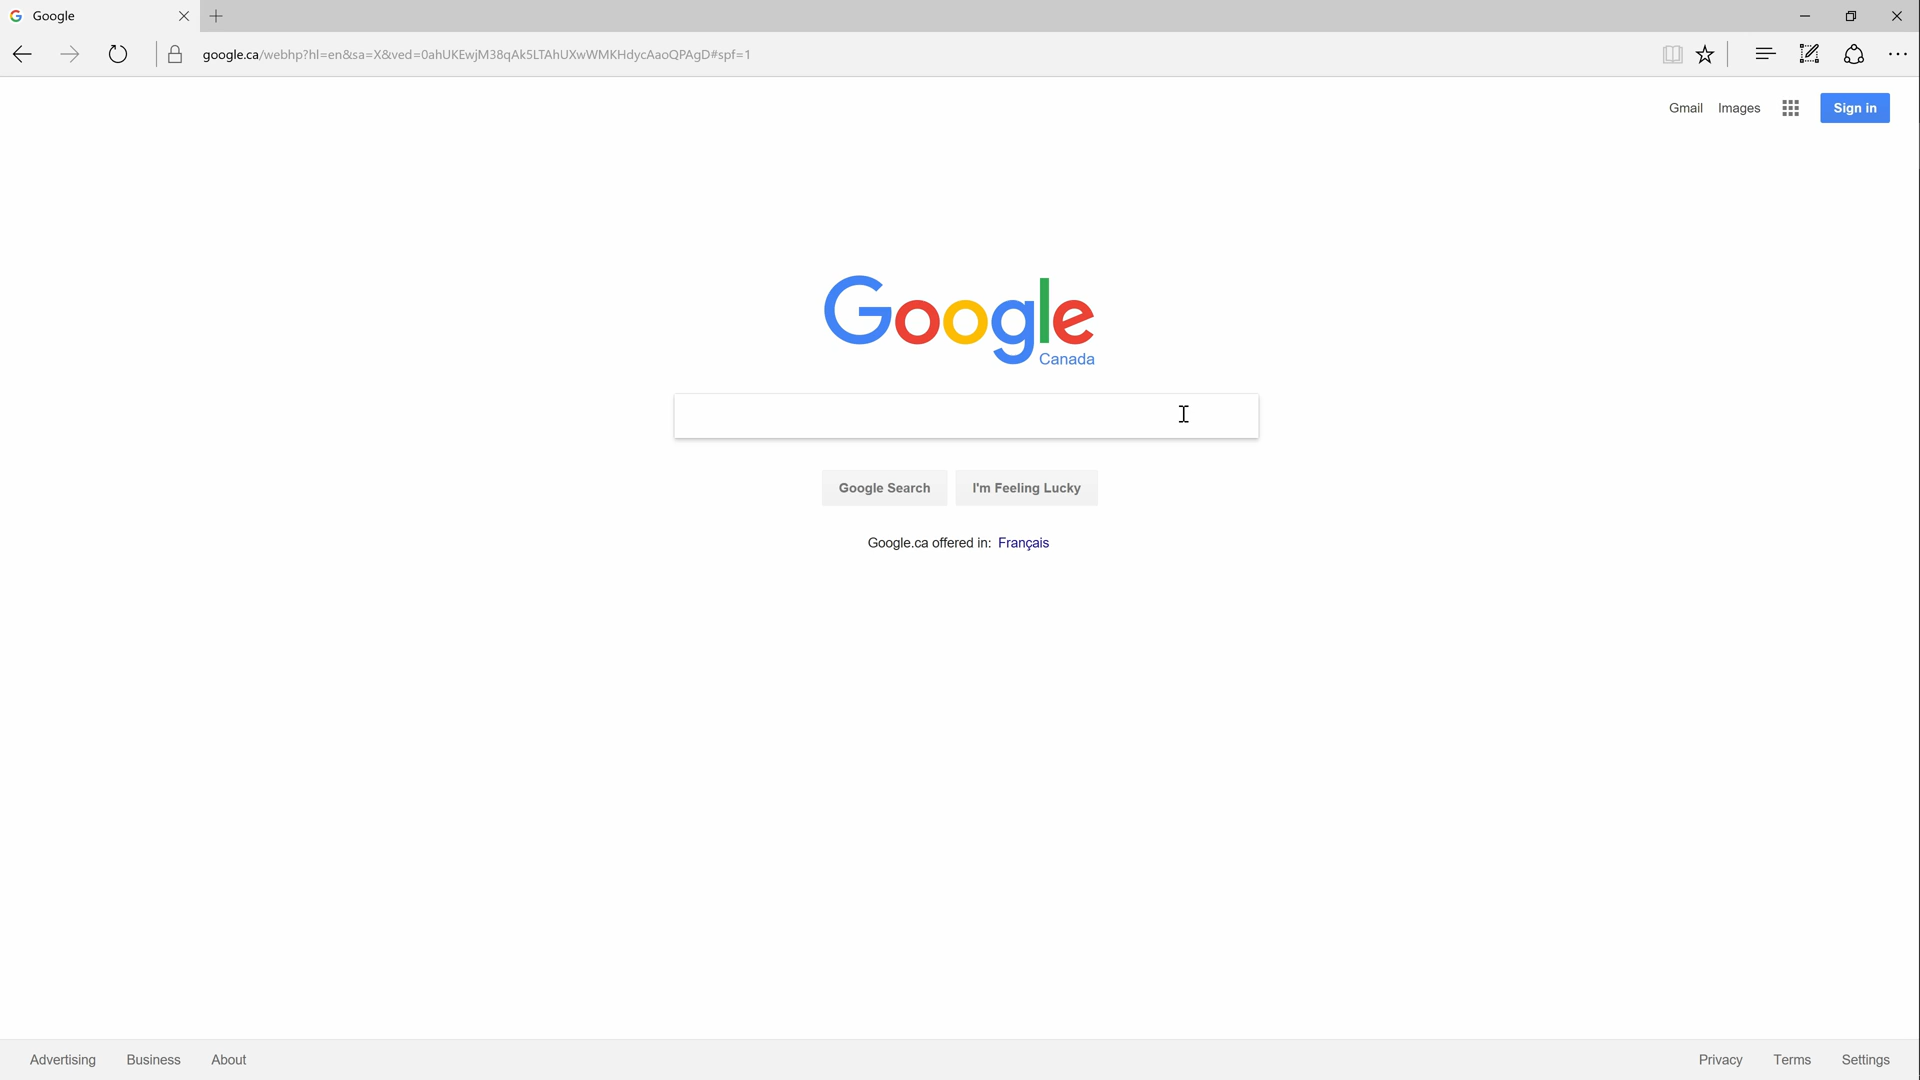 Google
google.ca/webhp?hl=en&sa=X&ved=0ahUKEwjM38qAk5LTAhUXwWMKHdycAaoQPAgD#spf=1
Gmail Images Sign in
Google
Canada
Google Search I'm Feeling Lucky
Google.ca offered in: Français
Advertising Business About Privacy Terms Settings